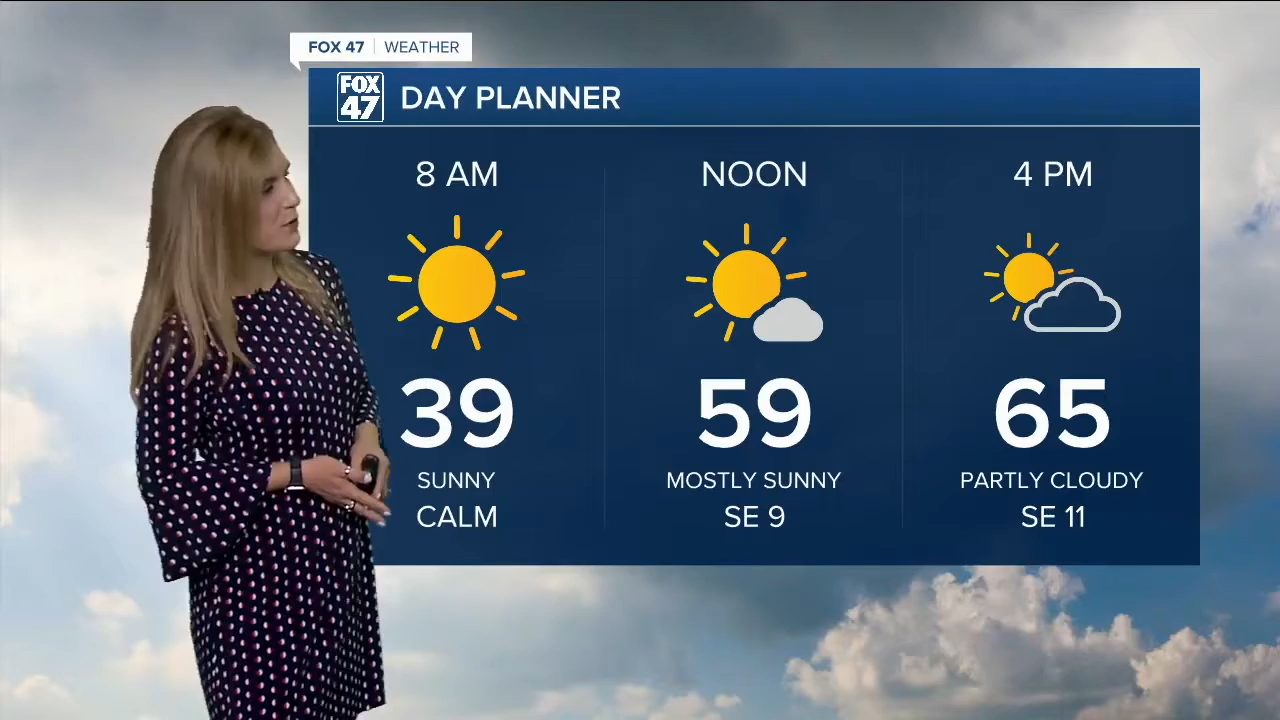 FOX 47 | WEATHER
FOX 47
DAY PLANNER
8 AM
NOON
4 PM
39
59
65
SUNNY
MOSTLY SUNNY
PARTLY CLOUDY
CALM
SE 9
SE 11